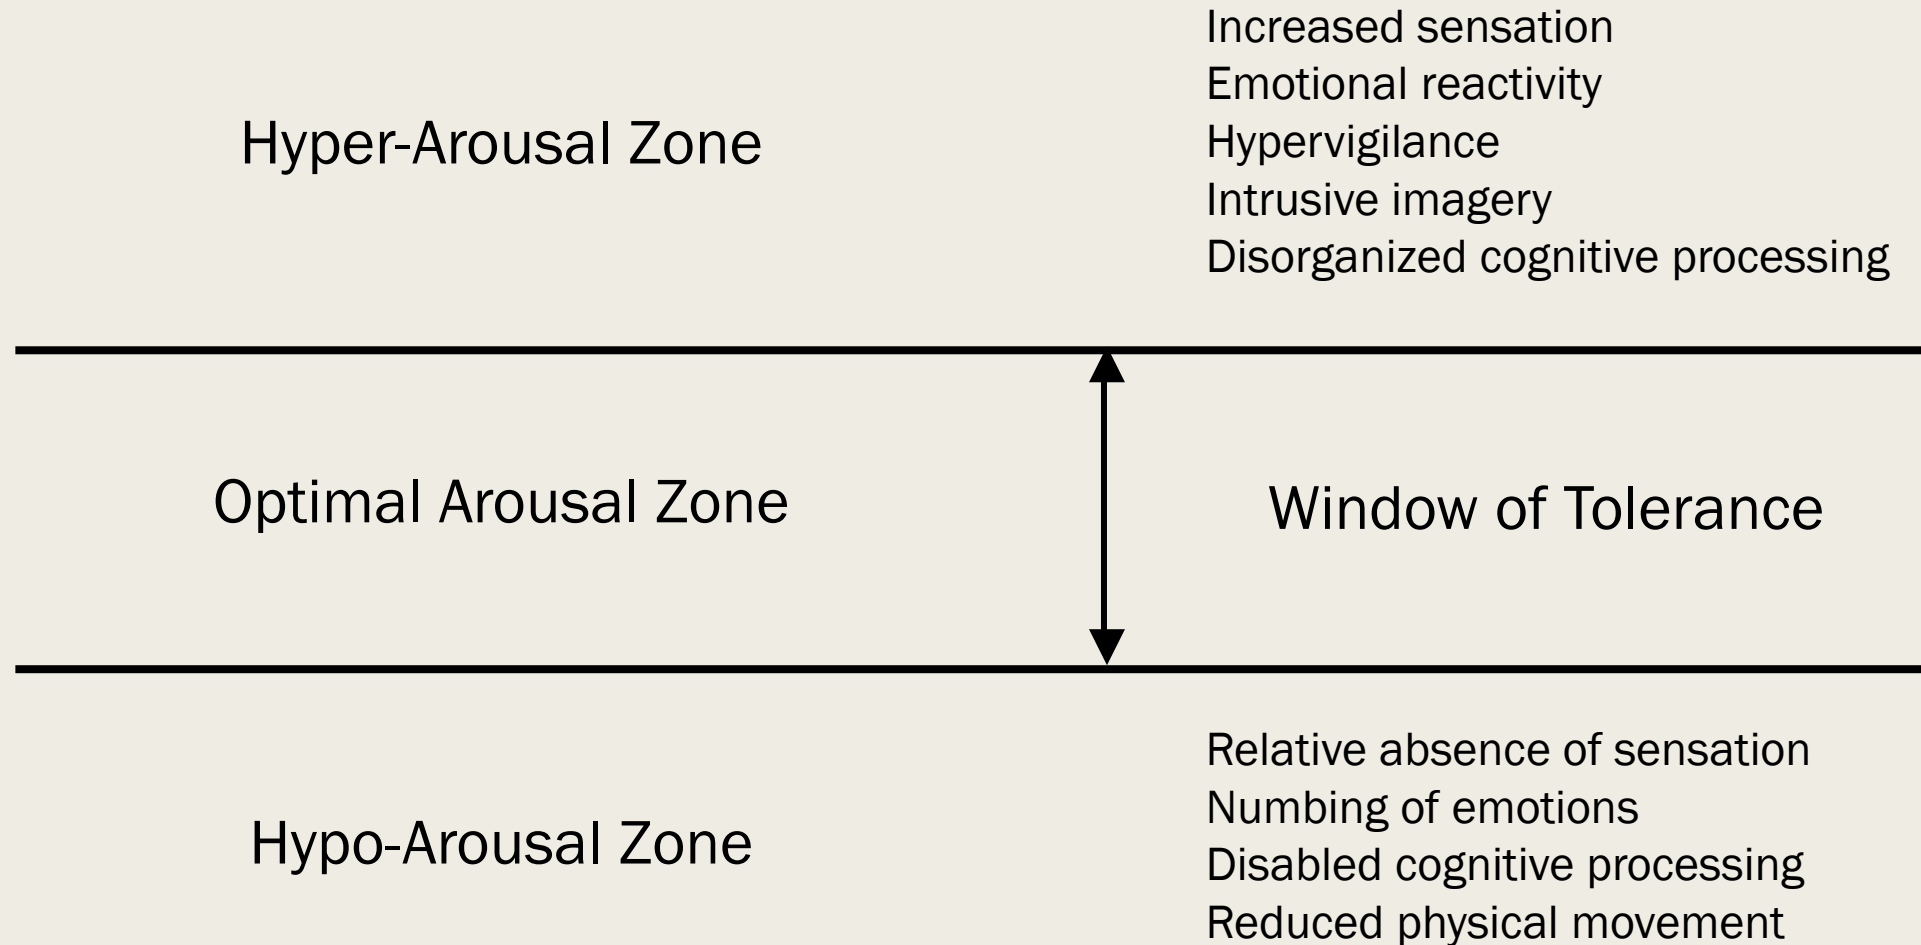 Increased sensation
Emotional reactivity
Hyper-Arousal Zone
Hypervigilance
Intrusive imagery
Disorganized cognitive processing
Optimal Arousal Zone
Window of Tolerance
Relative absence of sensation
Numbing of emotions
Hypo-Arousal Zone
Disabled cognitive processing
Reduced physical movement